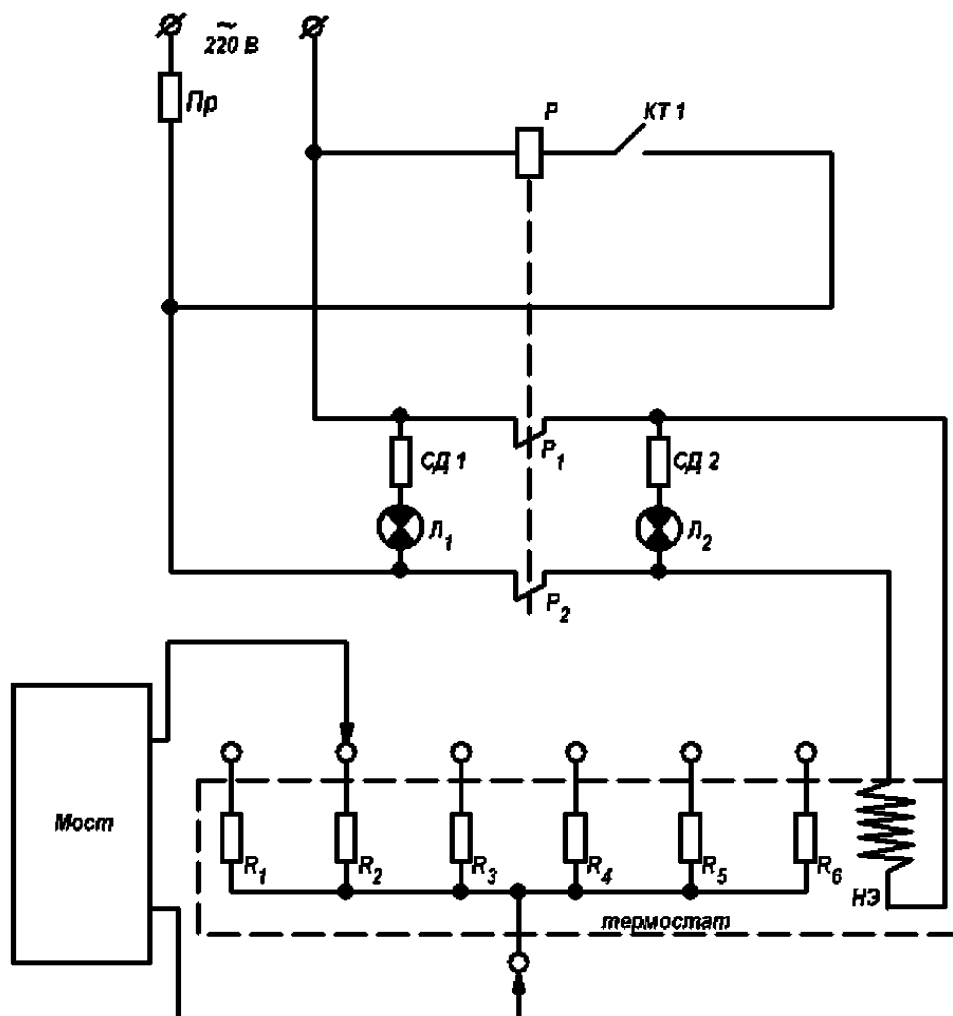 ~
220 В
Пр
Р
КТ 1
СД 1
Р1
СД 2
Л1
Л2
Р2
Мост
R1
R2
R3
R4
R5
R6
НЭ
термостат